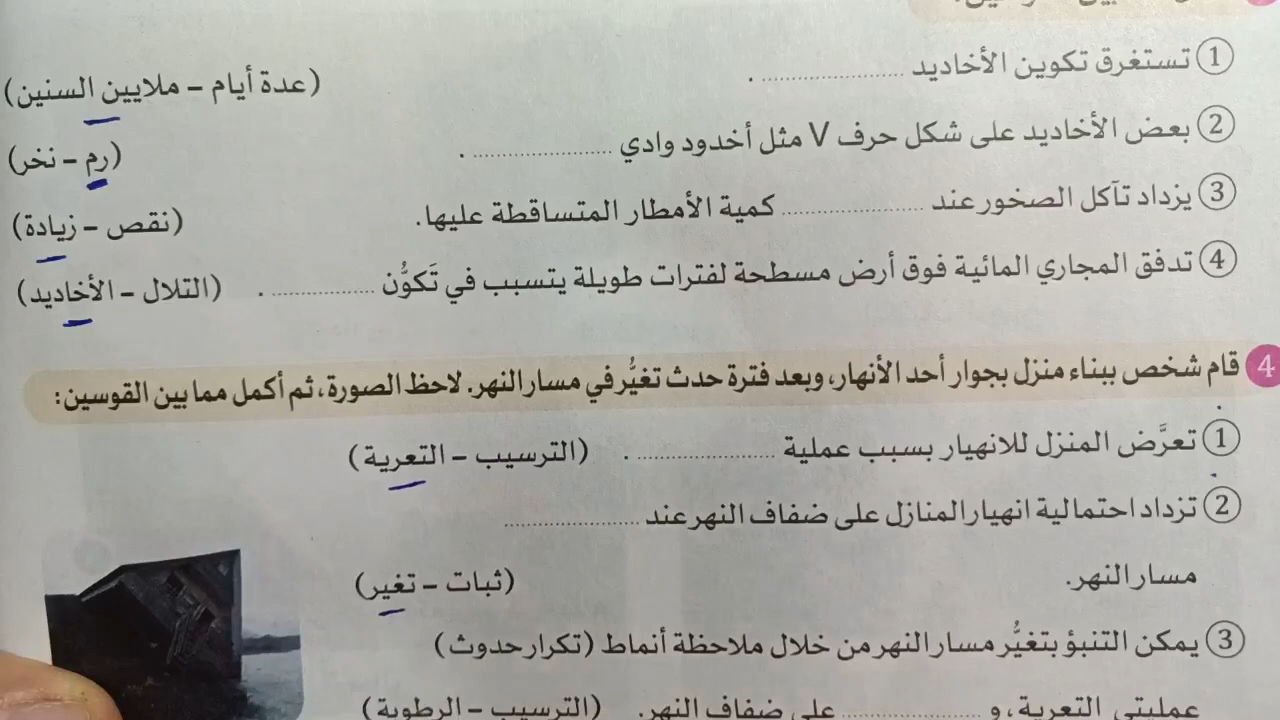 ① تستغرق تكوين الأخاديد .................... . (عدة أيام – ملايين السنين)
② بعض الأخاديد على شكل حرف V مثل أخدود وادي .................... . (رم – نخر)
③ يزداد تآكل الصخور عند .................... كمية الأمطار المتساقطة عليها. (نقص – زيادة)
④ تدفق المجاري المائية فوق أرض مسطحة لفترات طويلة يتسبب في تَكوُّن ............... . (التلال – الأخاديد)
4 قام شخص ببناء منزل بجوار أحد الأنهار، وبعد فترة حدث تغيُّر في مسار النهر. لاحظ الصورة، ثم أكمل مما بين القوسين:
① تعرَّض المنزل للانهيار بسبب عملية .................... . (الترسيب – التعرية)
② تزداد احتمالية انهيار المنازل على ضفاف النهر عند ....................
مسار النهر. (ثبات – تغير)
③ يمكن التنبؤ بتغيُّر مسار النهر من خلال ملاحظة أنماط (تكرار حدوث)
عمليتي التعرية، و .................... على ضفاف النهر. (الترسيب – الرطوبة)